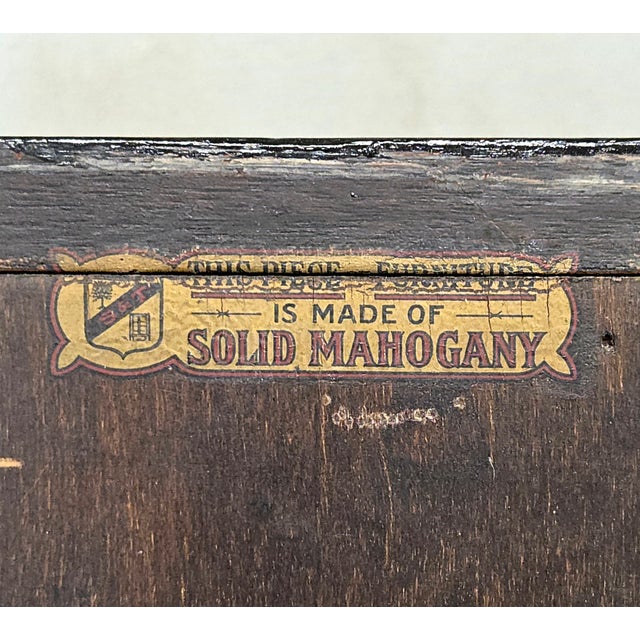 THIS PIECE FURNITURE
IS MADE OF
SOLID MAHOGANY
S&T